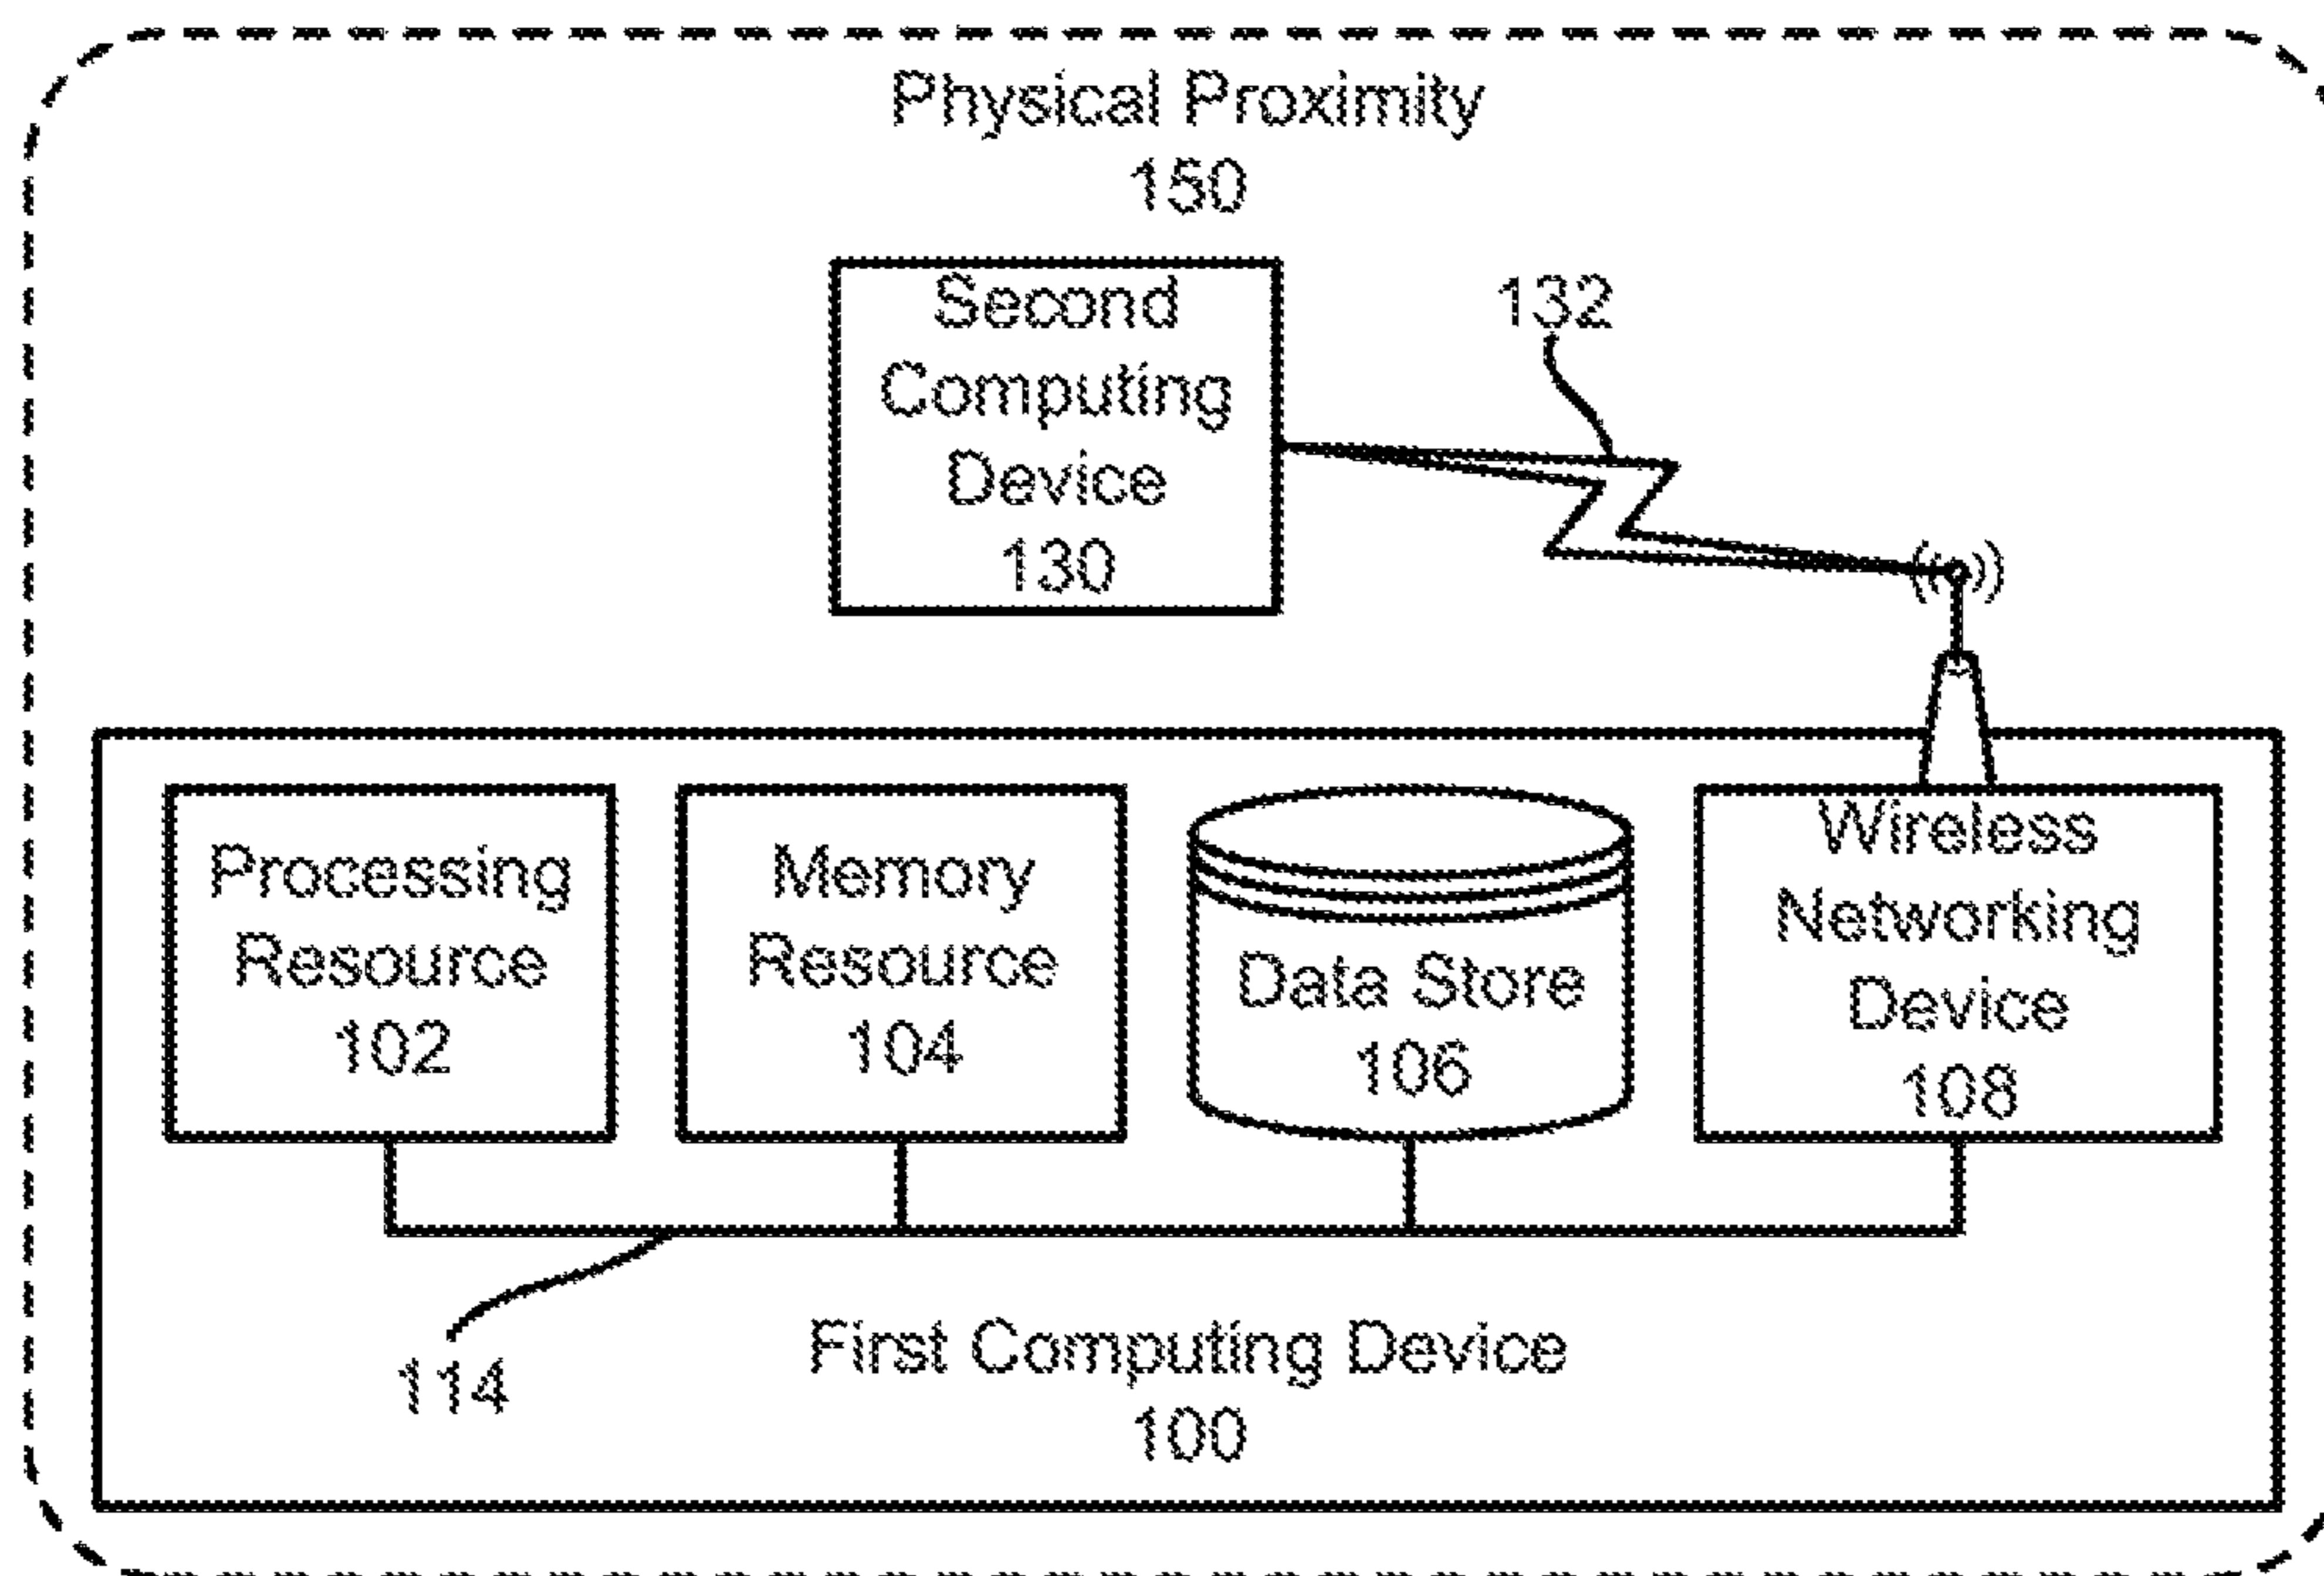 Physical Proximity
150
Second
Computing
Device
130
132
Processing
Resource
102
Memory
Resource
104
Data Store
106
Wireless
Networking
Device
108
114
First Computing Device
100